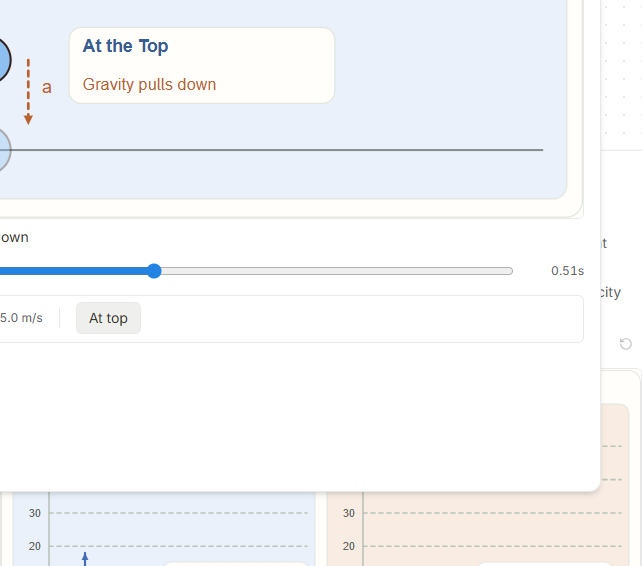 At the Top
a
Gravity pulls down
own
0.51s
5.0 m/s
At top
t
city
30
20
30
20